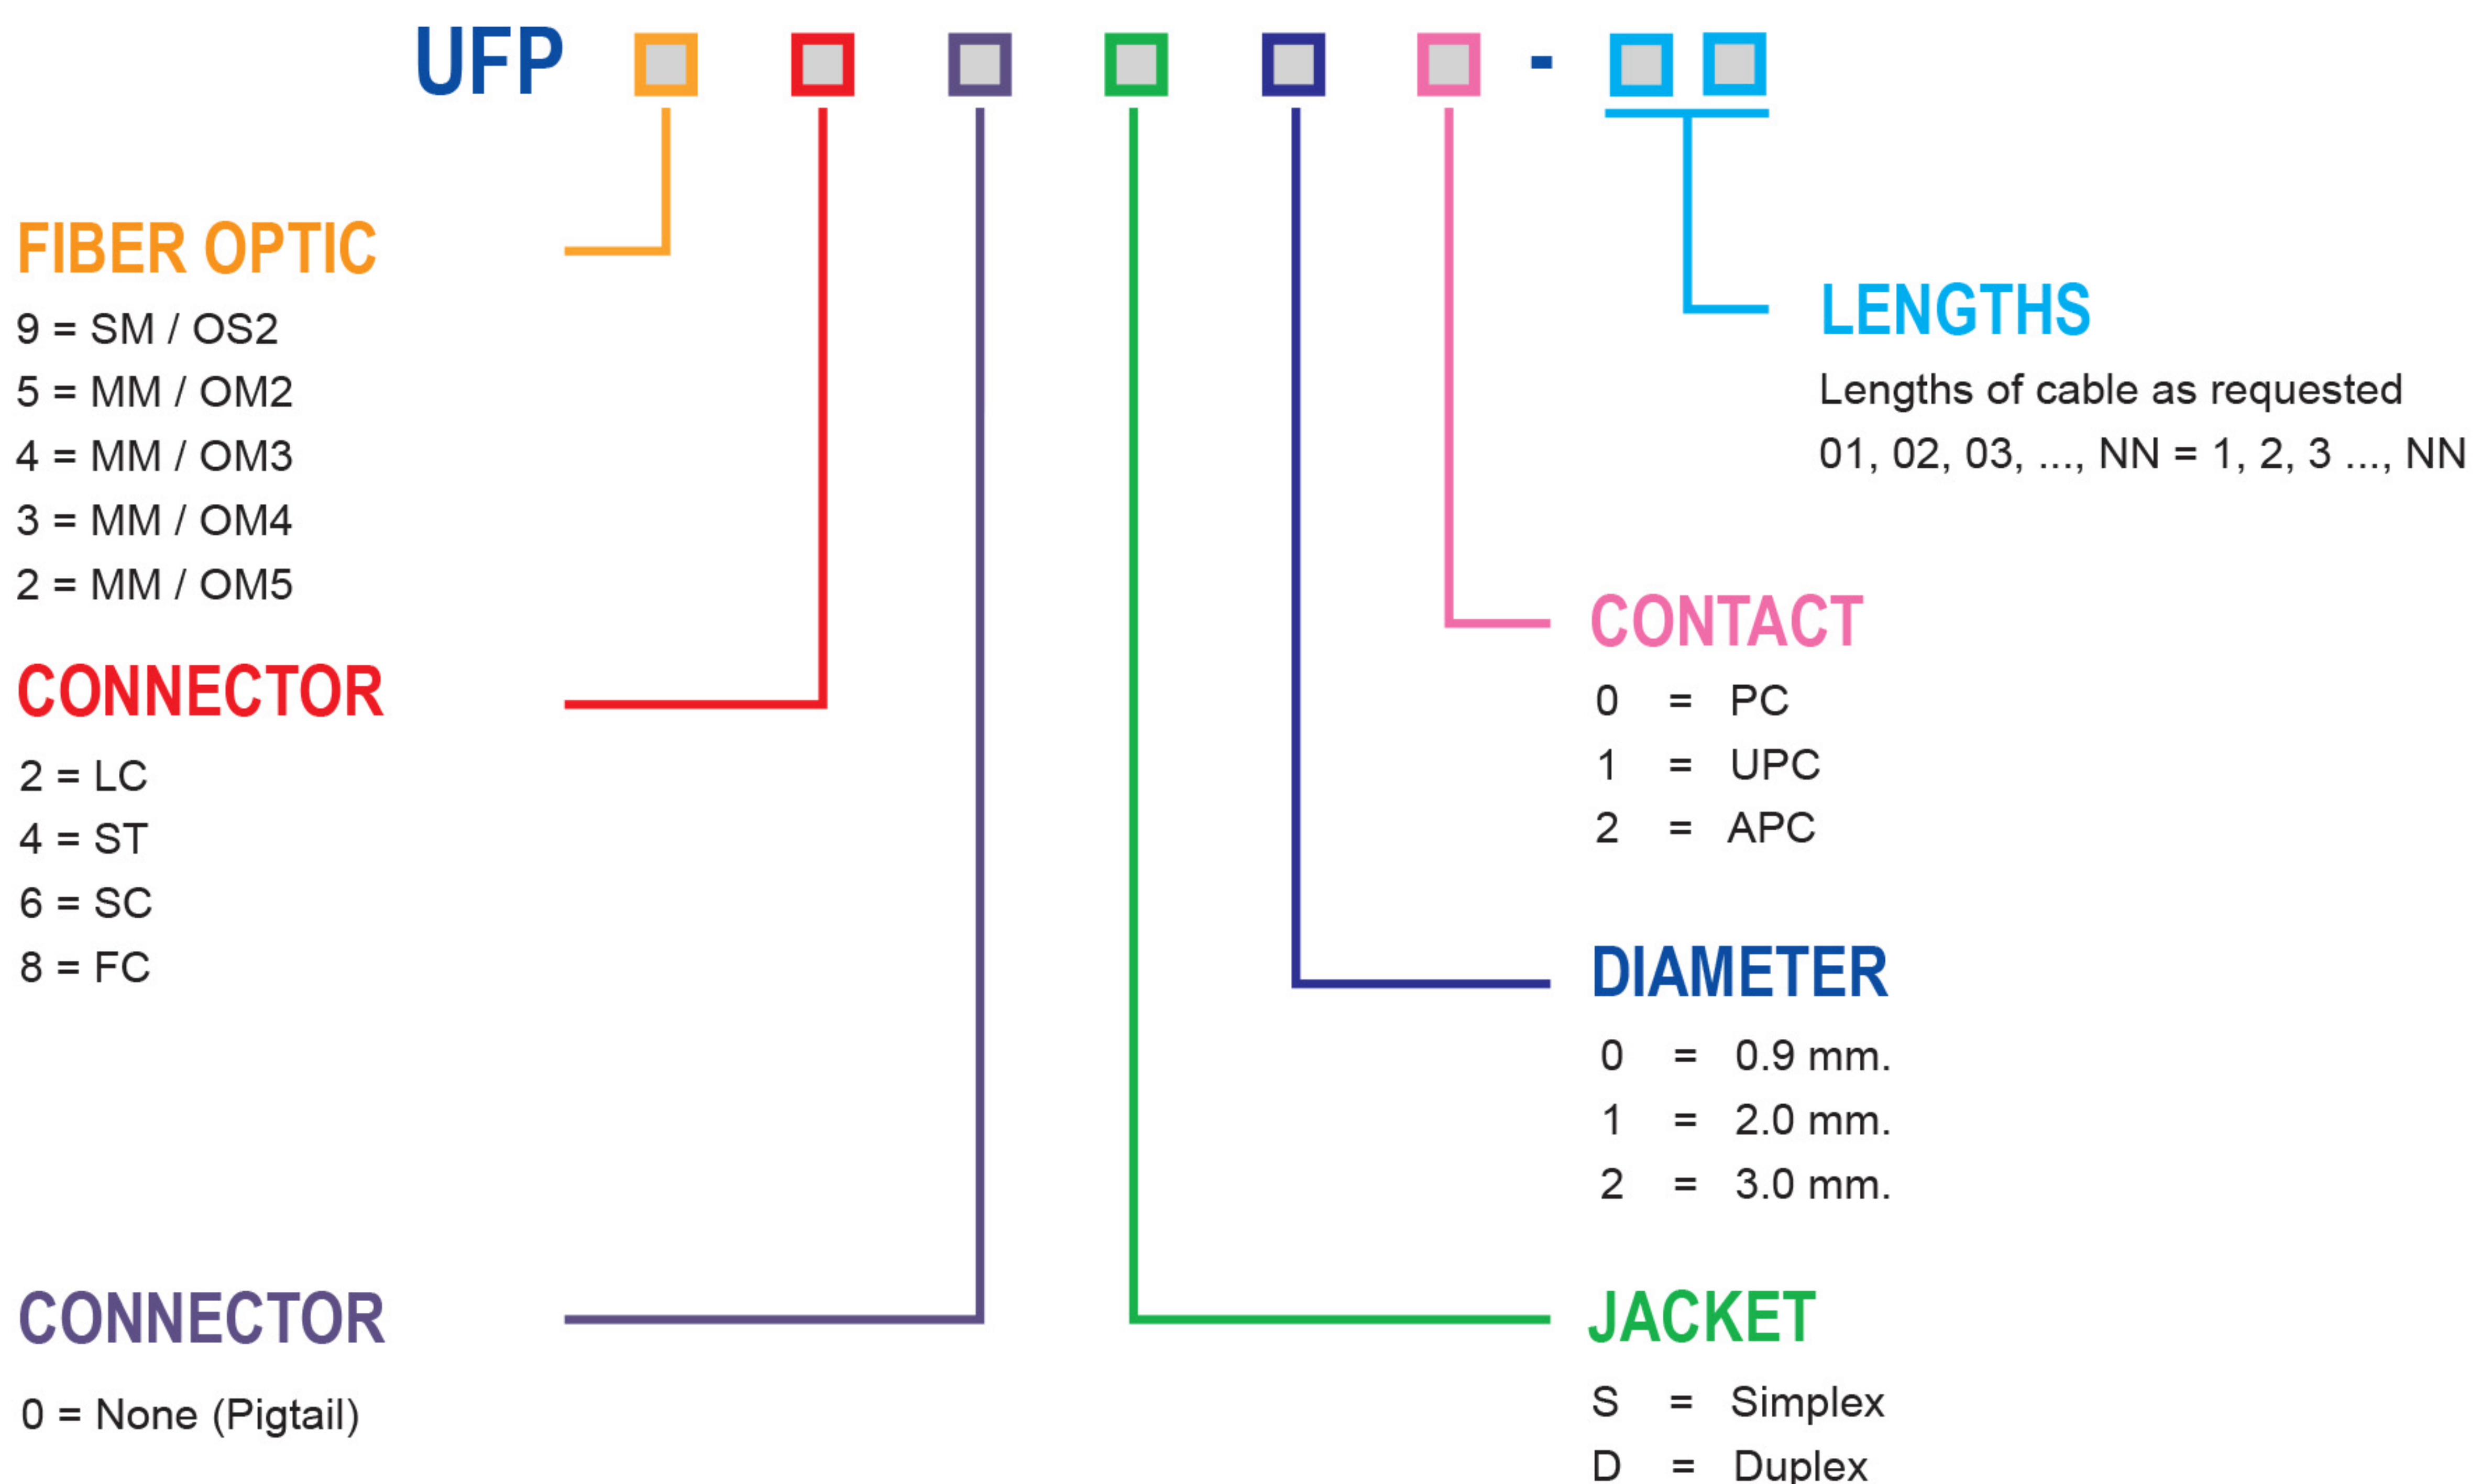 UFP -
FIBER OPTIC
9 = SM / OS2
5 = MM / OM2
4 = MM / OM3
3 = MM / OM4
2 = MM / OM5
CONNECTOR
2 = LC
4 = ST
6 = SC
8 = FC
CONNECTOR
0 = None (Pigtail)
LENGTHS
Lengths of cable as requested
01, 02, 03, ..., NN = 1, 2, 3 ..., NN
CONTACT
0 = PC
1 = UPC
2 = APC
DIAMETER
0 = 0.9 mm.
1 = 2.0 mm.
2 = 3.0 mm.
JACKET
S = Simplex
D = Duplex